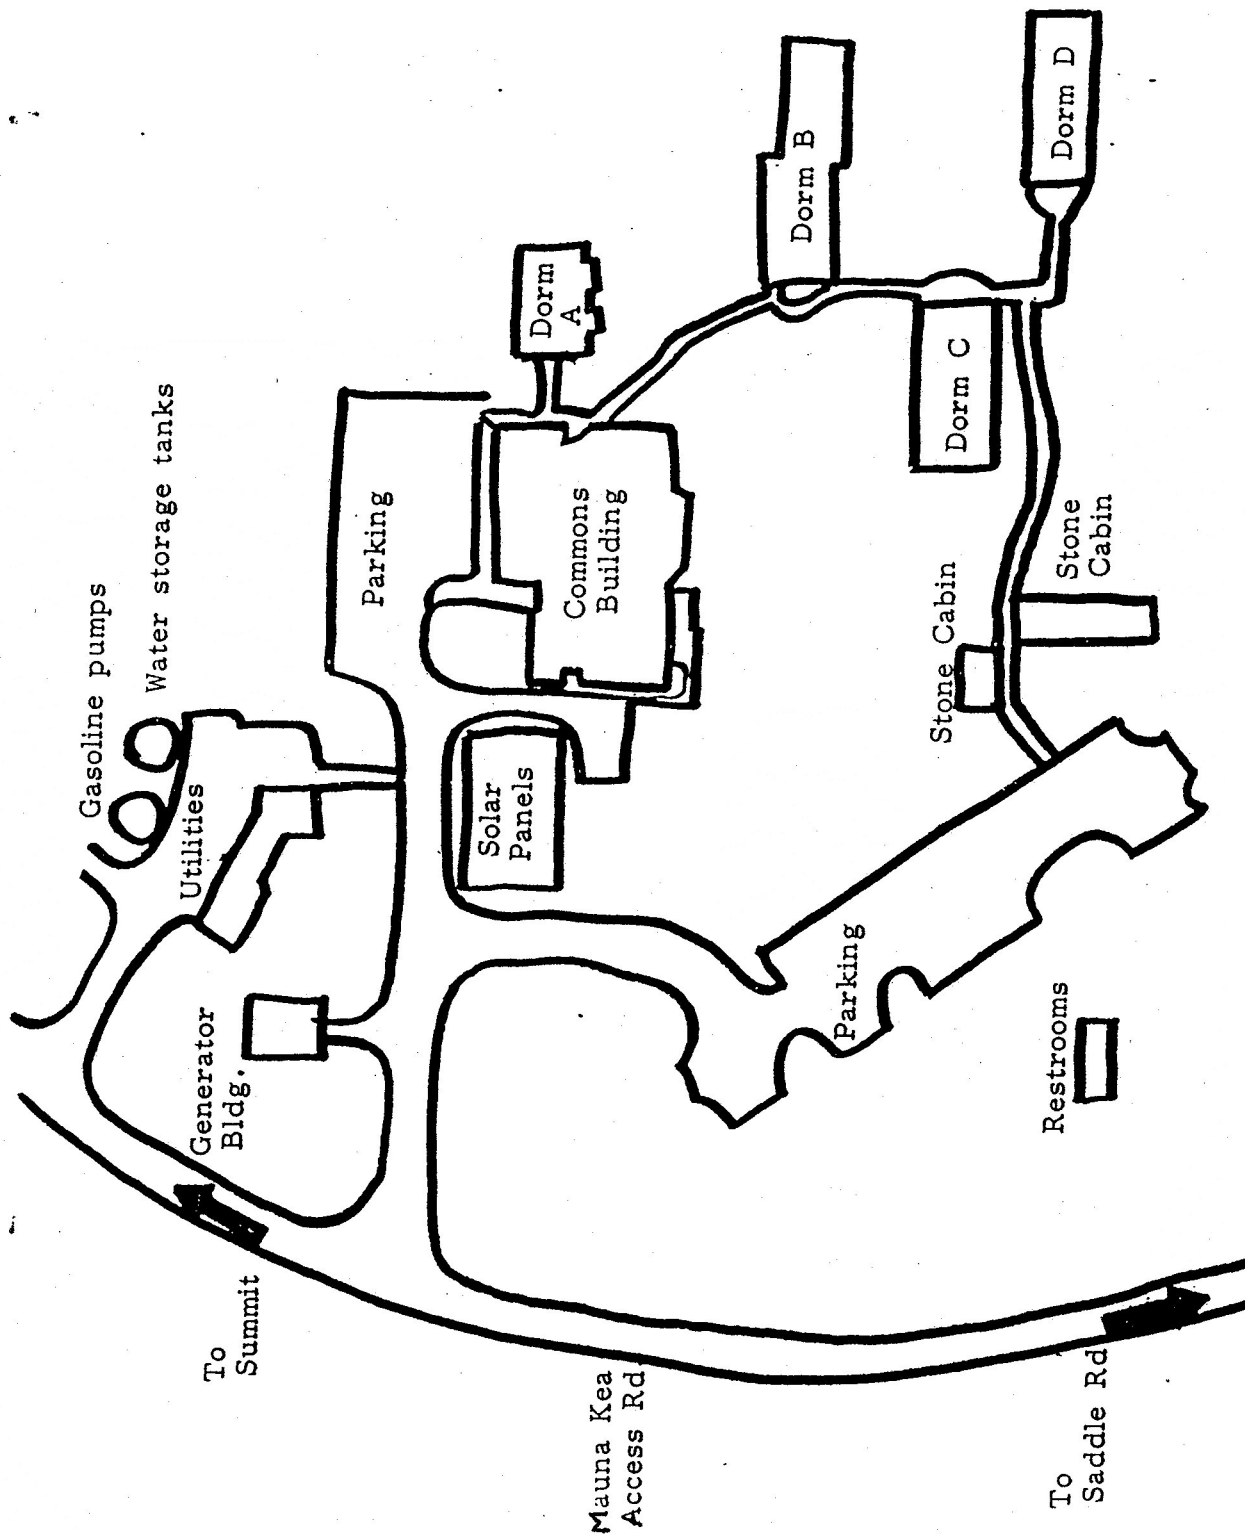 Gasoline pumps
Water storage tanks
Utilities
Parking
Generator
Bldg.
To
Summit
Solar
Panels
Commons
Building
Dorm
A
Dorm B
Dorm C
Dorm D
Stone Cabin
Stone
Cabin
Parking
Restrooms
Mauna Kea
Access Rd
To
Saddle Rd